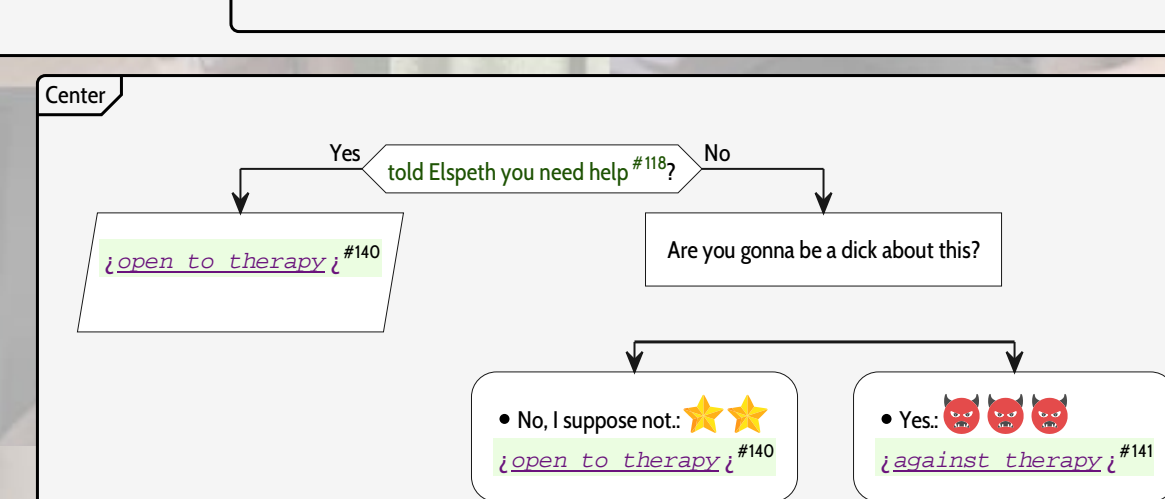 Center
Yes
told Elspeth you need help #118?
No
¿open to therapy¿#140
Are you gonna be a dick about this?
• No, I suppose not.:
¿open to therapy¿#140
• Yes.:
¿against therapy¿#141